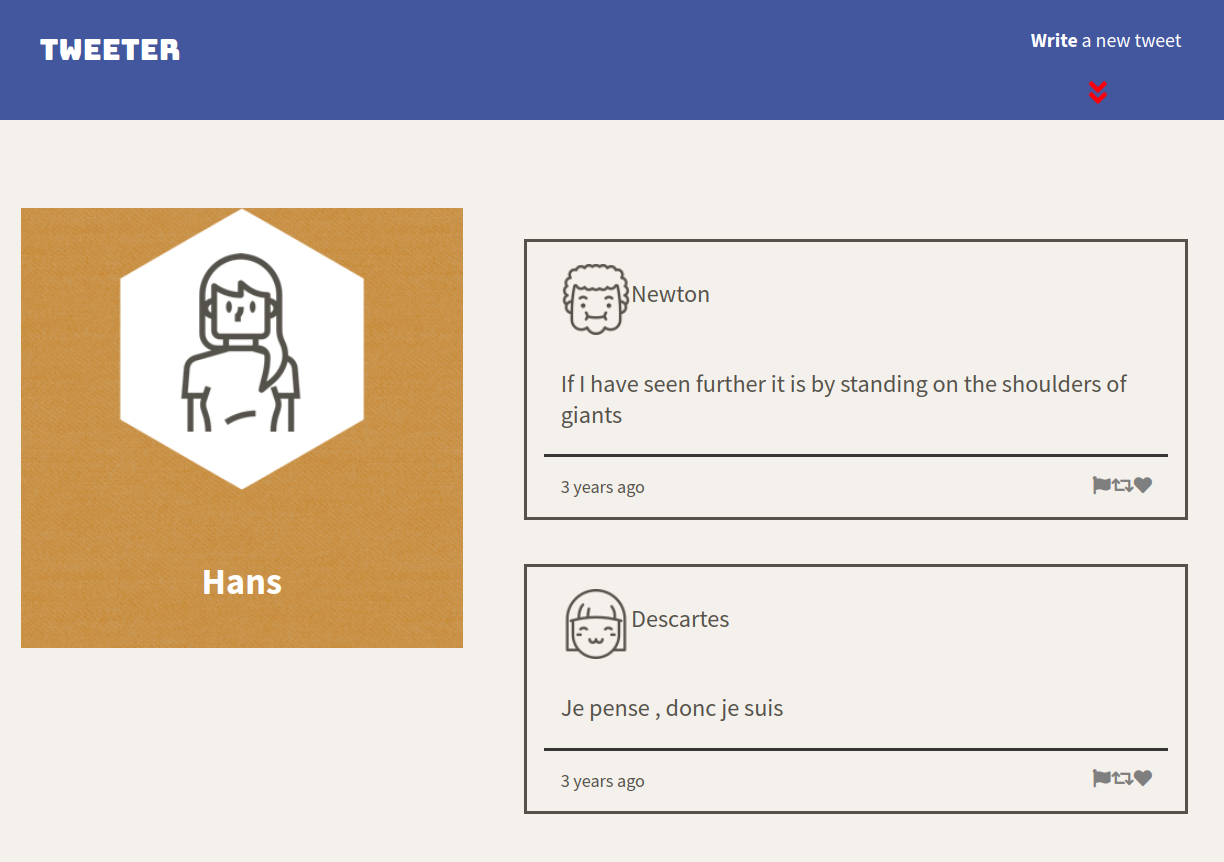 TWEETER
Write a new tweet
Hans
Newton
If I have seen further it is by standing on the shoulders of
giants
3 years ago
Descartes
Je pense , donc je suis
3 years ago